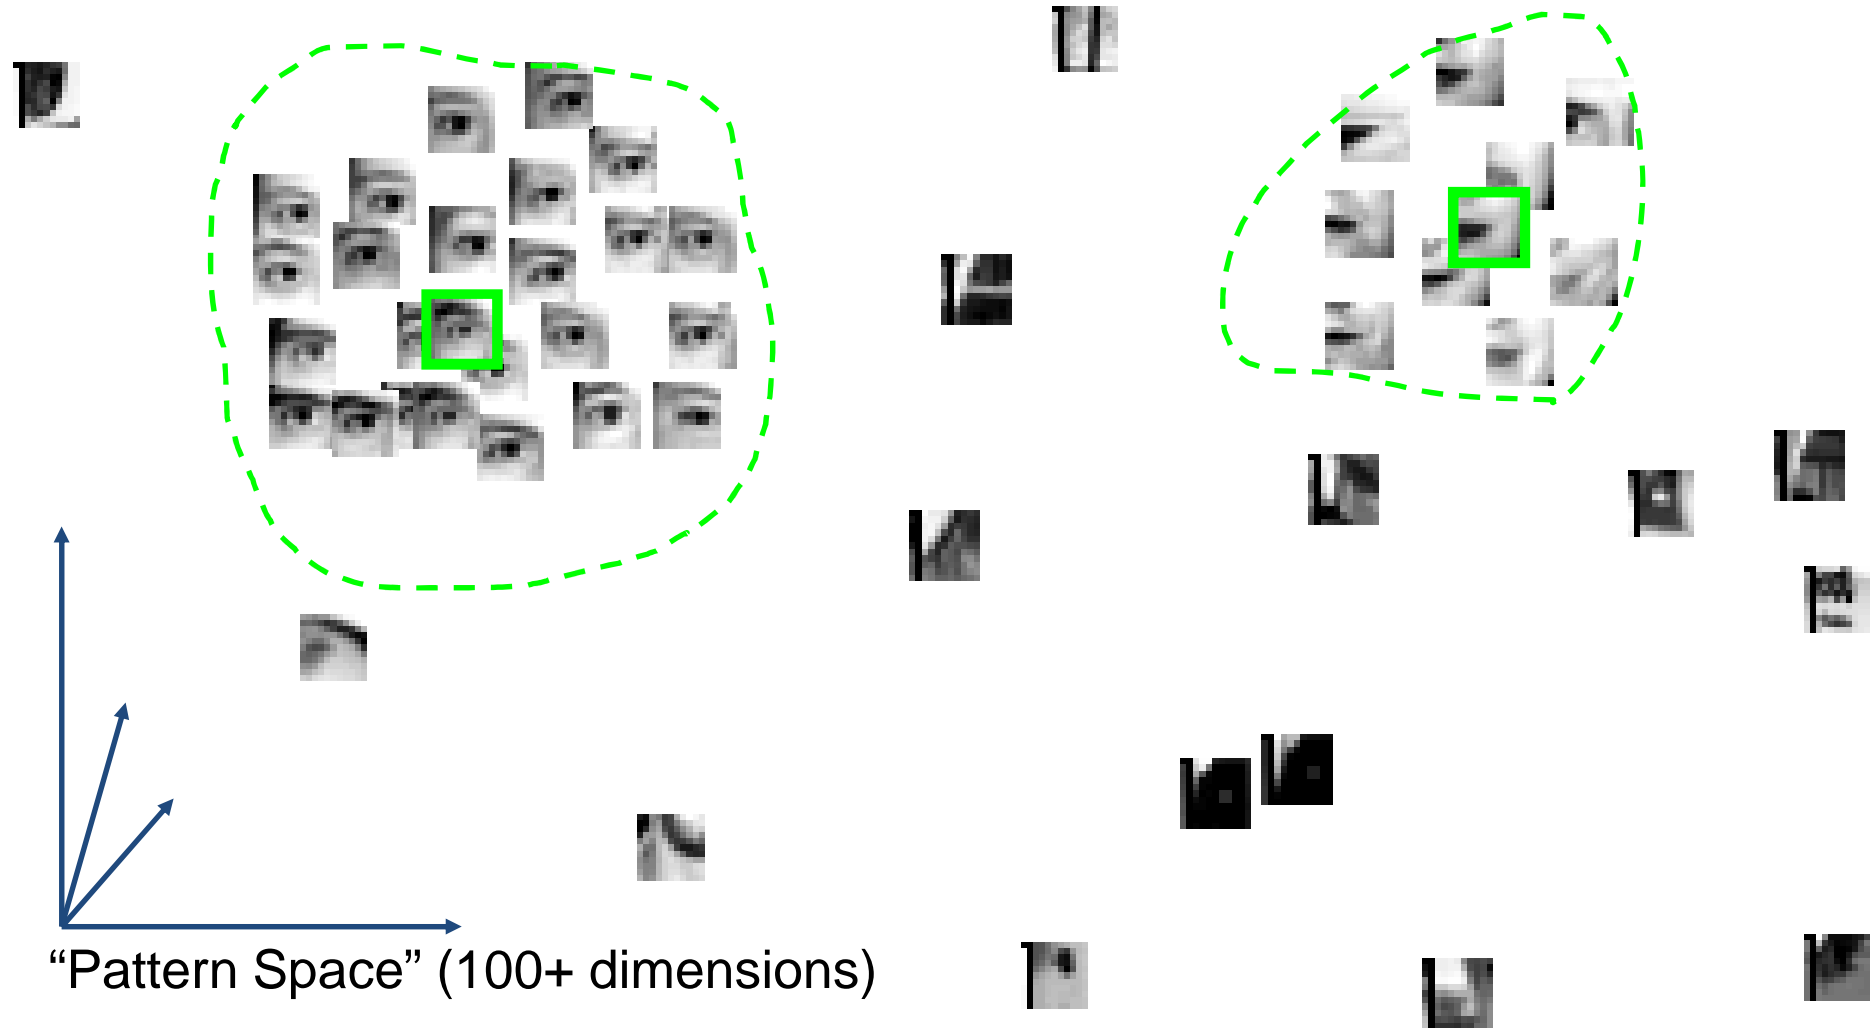 “Pattern Space” (100+ dimensions)